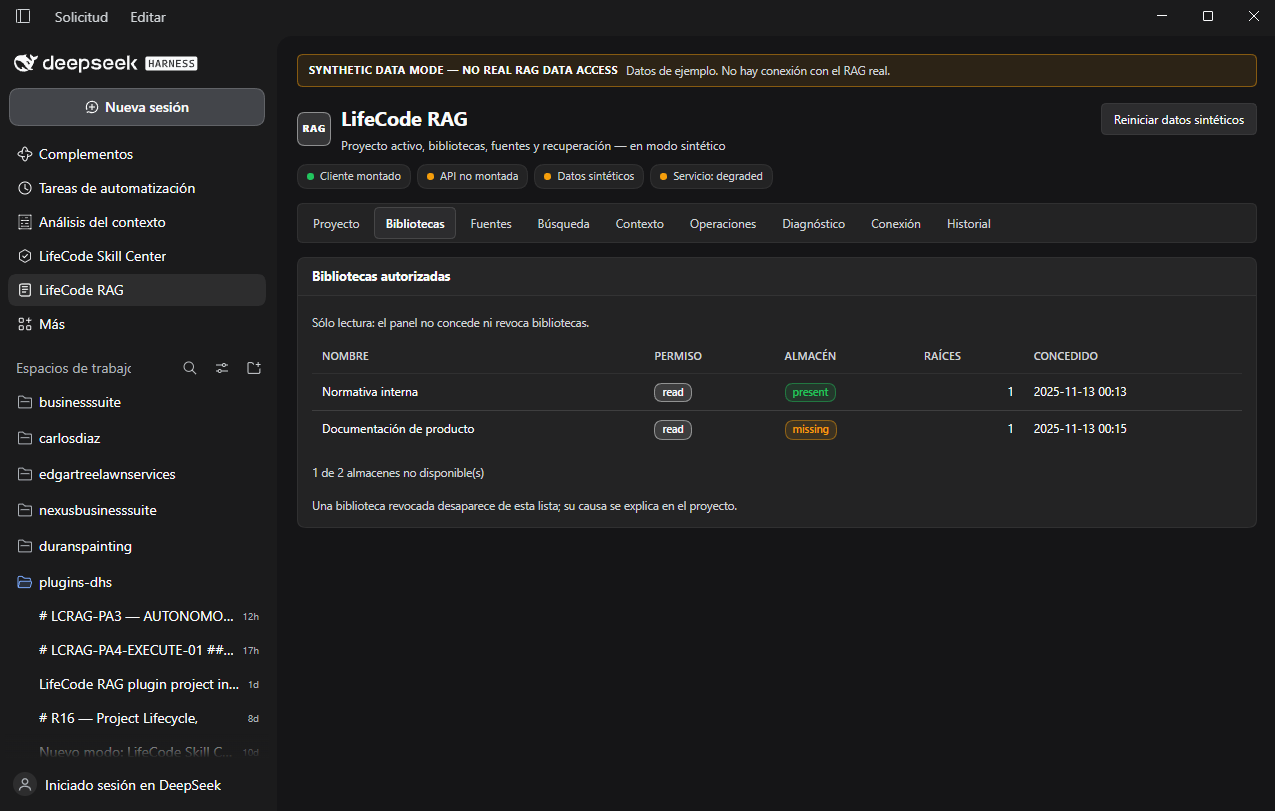 Solicitud Editar
deepseek HARNESS
Nueva sesión
Complementos
Tareas de automatización
Análisis del contexto
LifeCode Skill Center
LifeCode RAG
Más
Espacios de trabajo
businesssuite
carlosdiaz
edgartreelawnservices
nexusbusinesssuite
duranspainting
plugins-dhs
# LCRAG-PA3 — AUTONOMO... 12h
# LCRAG-PA4-EXECUTE-01 ##... 17h
LifeCode RAG plugin project in... 1d
# R16 — Project Lifecycle, 8d
Nuevo modo: LifeCode Skill C... 10d
Iniciado sesión en DeepSeek
SYNTHETIC DATA MODE — NO REAL RAG DATA ACCESS Datos de ejemplo. No hay conexión con el RAG real.
RAG
LifeCode RAG
Proyecto activo, bibliotecas, fuentes y recuperación — en modo sintético
Reiniciar datos sintéticos
Cliente montado API no montada Datos sintéticos Servicio: degraded
Proyecto Bibliotecas Fuentes Búsqueda Contexto Operaciones Diagnóstico Conexión Historial
Bibliotecas autorizadas
Sólo lectura: el panel no concede ni revoca bibliotecas.
NOMBRE PERMISO ALMACÉN RAÍCES CONCEDIDO
Normativa interna read present 1 2025-11-13 00:13
Documentación de producto read missing 1 2025-11-13 00:15
1 de 2 almacenes no disponible(s)
Una biblioteca revocada desaparece de esta lista; su causa se explica en el proyecto.